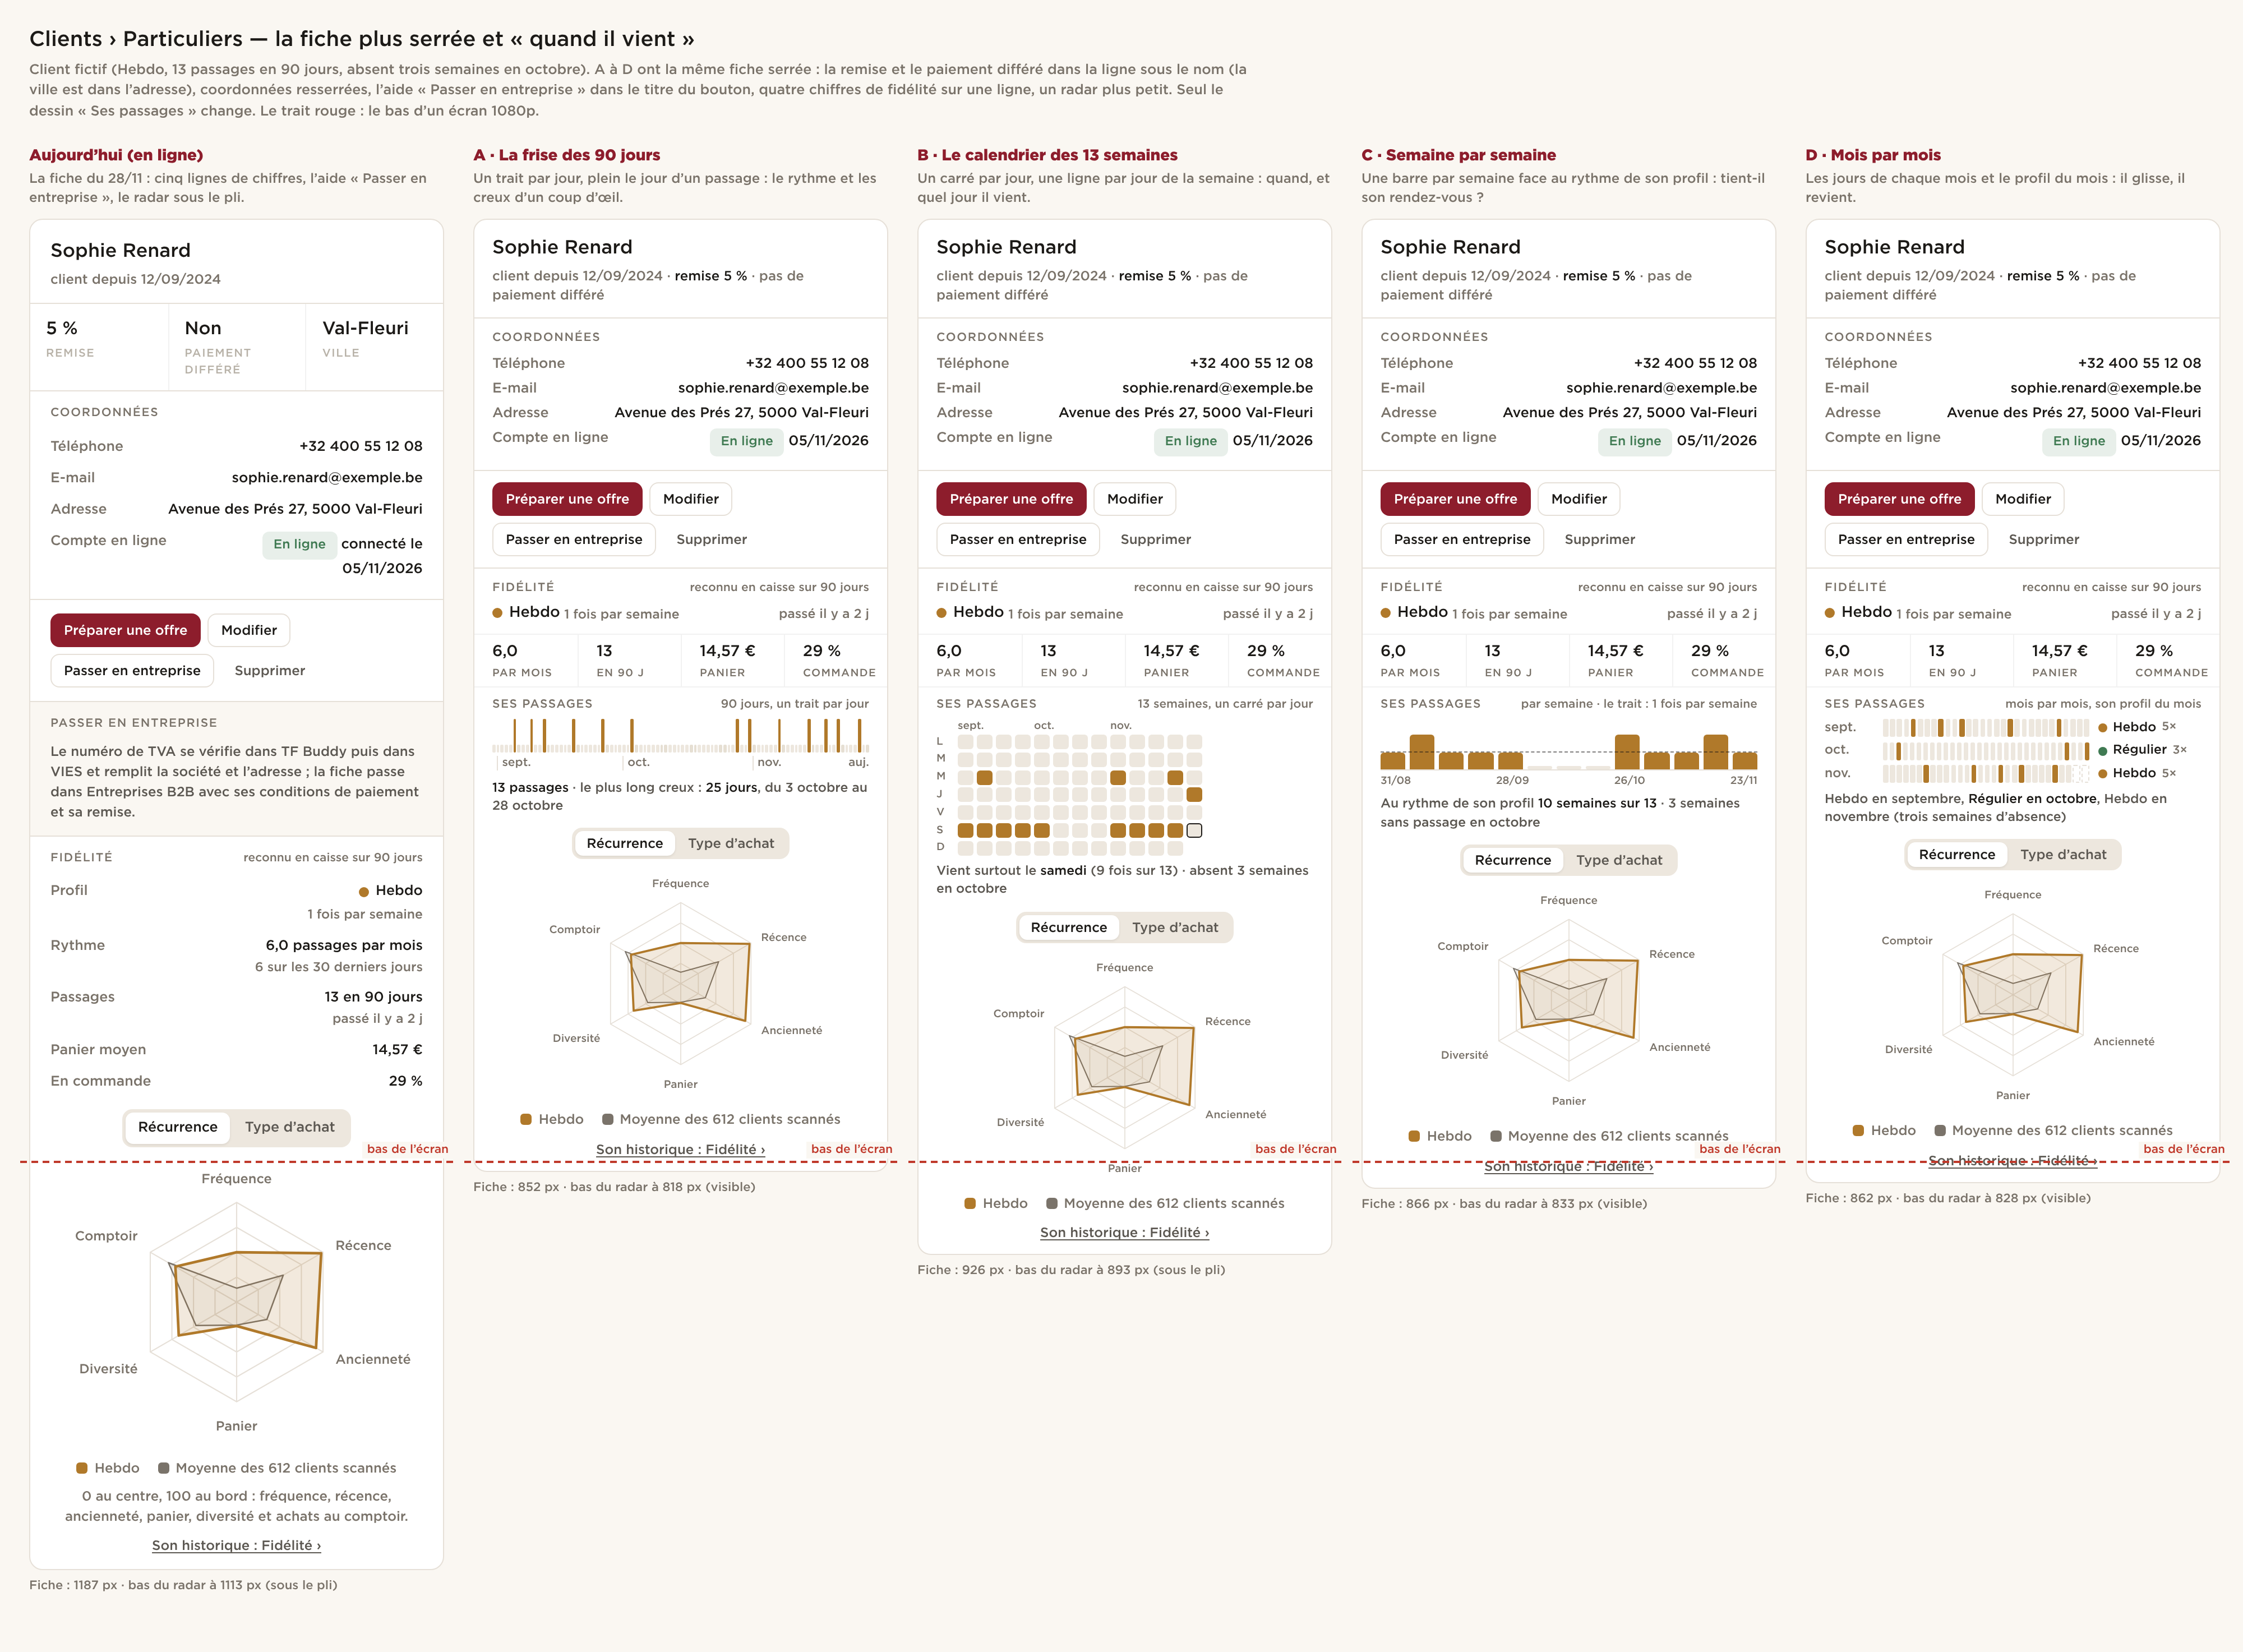 Clients › Particuliers — la fiche plus serrée et « quand il vient »
Client fictif (Hebdo, 13 passages en 90 jours, absent trois semaines en octobre). A à D ont la même fiche serrée : la remise et le paiement différé dans la ligne sous le nom (la
ville est dans l’adresse), coordonnées resserrées, l’aide « Passer en entreprise » dans le titre du bouton, quatre chiffres de fidélité sur une ligne, un radar plus petit. Seul le
dessin « Ses passages » change. Le trait rouge : le bas d’un écran 1080p.
Aujourd’hui (en ligne)
La fiche du 28/11 : cinq lignes de chiffres, l’aide « Passer en
entreprise », le radar sous le pli.
Sophie Renard
client depuis 12/09/2024
5 %
REMISE
Non
PAIEMENT
DIFFÉRÉ
Val-Fleuri
VILLE
COORDONNÉES
Téléphone +32 400 55 12 08
E-mail sophie.renard@exemple.be
Adresse Avenue des Prés 27, 5000 Val-Fleuri
Compte en ligne En ligne connecté le
05/11/2026
Préparer une offre Modifier
Passer en entreprise Supprimer
PASSER EN ENTREPRISE
Le numéro de TVA se vérifie dans TF Buddy puis dans
VIES et remplit la société et l’adresse ; la fiche passe
dans Entreprises B2B avec ses conditions de paiement
et sa remise.
FIDÉLITÉ reconnu en caisse sur 90 jours
Profil Hebdo
1 fois par semaine
Rythme 6,0 passages par mois
6 sur les 30 derniers jours
Passages 13 en 90 jours
passé il y a 2 j
Panier moyen 14,57 €
En commande 29 %
Récurrence Type d’achat
bas de l’écran
Fréquence
Comptoir Récence
Diversité Ancienneté
Panier
Hebdo Moyenne des 612 clients scannés
0 au centre, 100 au bord : fréquence, récence,
ancienneté, panier, diversité et achats au comptoir.
Son historique : Fidélité ›
Fiche : 1187 px · bas du radar à 1113 px (sous le pli)
A · La frise des 90 jours
Un trait par jour, plein le jour d’un passage : le rythme et les
creux d’un coup d’œil.
Sophie Renard
client depuis 12/09/2024 · remise 5 % · pas de
paiement différé
COORDONNÉES
Téléphone +32 400 55 12 08
E-mail sophie.renard@exemple.be
Adresse Avenue des Prés 27, 5000 Val-Fleuri
Compte en ligne En ligne 05/11/2026
Préparer une offre Modifier
Passer en entreprise Supprimer
FIDÉLITÉ reconnu en caisse sur 90 jours
Hebdo 1 fois par semaine passé il y a 2 j
6,0 13 14,57 € 29 %
PAR MOIS EN 90 J PANIER COMMANDE
SES PASSAGES 90 jours, un trait par jour
sept. oct. nov. auj.
13 passages · le plus long creux : 25 jours, du 3 octobre au
28 octobre
Récurrence Type d’achat
Fréquence
Comptoir Récence
Diversité Ancienneté
Panier
Hebdo Moyenne des 612 clients scannés
Son historique : Fidélité ›
bas de l’écran
Fiche : 852 px · bas du radar à 818 px (visible)
B · Le calendrier des 13 semaines
Un carré par jour, une ligne par jour de la semaine : quand, et
quel jour il vient.
Sophie Renard
client depuis 12/09/2024 · remise 5 % · pas de
paiement différé
COORDONNÉES
Téléphone +32 400 55 12 08
E-mail sophie.renard@exemple.be
Adresse Avenue des Prés 27, 5000 Val-Fleuri
Compte en ligne En ligne 05/11/2026
Préparer une offre Modifier
Passer en entreprise Supprimer
FIDÉLITÉ reconnu en caisse sur 90 jours
Hebdo 1 fois par semaine passé il y a 2 j
6,0 13 14,57 € 29 %
PAR MOIS EN 90 J PANIER COMMANDE
SES PASSAGES 13 semaines, un carré par jour
sept. oct. nov.
L
M
M
J
V
S
D
Vient surtout le samedi (9 fois sur 13) · absent 3 semaines
en octobre
Récurrence Type d’achat
Fréquence
Comptoir Récence
Diversité Ancienneté
bas de l’écran
Panier
Hebdo Moyenne des 612 clients scannés
Son historique : Fidélité ›
Fiche : 926 px · bas du radar à 893 px (sous le pli)
C · Semaine par semaine
Une barre par semaine face au rythme de son profil : tient-il
son rendez-vous ?
Sophie Renard
client depuis 12/09/2024 · remise 5 % · pas de
paiement différé
COORDONNÉES
Téléphone +32 400 55 12 08
E-mail sophie.renard@exemple.be
Adresse Avenue des Prés 27, 5000 Val-Fleuri
Compte en ligne En ligne 05/11/2026
Préparer une offre Modifier
Passer en entreprise Supprimer
FIDÉLITÉ reconnu en caisse sur 90 jours
Hebdo 1 fois par semaine passé il y a 2 j
6,0 13 14,57 € 29 %
PAR MOIS EN 90 J PANIER COMMANDE
SES PASSAGES par semaine · le trait : 1 fois par semaine
31/08 28/09 26/10 23/11
Au rythme de son profil 10 semaines sur 13 · 3 semaines
sans passage en octobre
Récurrence Type d’achat
Fréquence
Comptoir Récence
Diversité Ancienneté
Panier
Hebdo Moyenne des 612 clients scannés
bas de l’écran
Son historique : Fidélité ›
Fiche : 866 px · bas du radar à 833 px (visible)
D · Mois par mois
Les jours de chaque mois et le profil du mois : il glisse, il
revient.
Sophie Renard
client depuis 12/09/2024 · remise 5 % · pas de
paiement différé
COORDONNÉES
Téléphone +32 400 55 12 08
E-mail sophie.renard@exemple.be
Adresse Avenue des Prés 27, 5000 Val-Fleuri
Compte en ligne En ligne 05/11/2026
Préparer une offre Modifier
Passer en entreprise Supprimer
FIDÉLITÉ reconnu en caisse sur 90 jours
Hebdo 1 fois par semaine passé il y a 2 j
6,0 13 14,57 € 29 %
PAR MOIS EN 90 J PANIER COMMANDE
SES PASSAGES mois par mois, son profil du mois
sept. Hebdo 5×
oct. Régulier 3×
nov. Hebdo 5×
Hebdo en septembre, Régulier en octobre, Hebdo en
novembre (trois semaines d’absence)
Récurrence Type d’achat
Fréquence
Comptoir Récence
Diversité Ancienneté
Panier
Hebdo Moyenne des 612 clients scannés
bas de l’écran
Son historique : Fidélité ›
Fiche : 862 px · bas du radar à 828 px (visible)